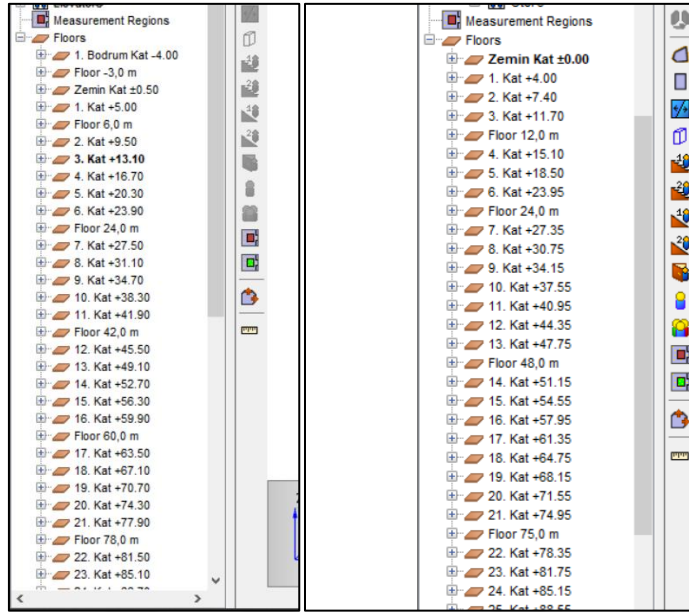 Measurement Regions
Floors
1. Bodrum Kat -4.00
Floor -3,0 m
Zemin Kat ±0.50
1. Kat +5.00
Floor 6,0 m
2. Kat +9.50
3. Kat +13.10
4. Kat +16.70
5. Kat +20.30
6. Kat +23.90
Floor 24,0 m
7. Kat +27.50
8. Kat +31.10
9. Kat +34.70
10. Kat +38.30
11. Kat +41.90
Floor 42,0 m
12. Kat +45.50
13. Kat +49.10
14. Kat +52.70
15. Kat +56.30
16. Kat +59.90
Floor 60,0 m
17. Kat +63.50
18. Kat +67.10
19. Kat +70.70
20. Kat +74.30
21. Kat +77.90
Floor 78,0 m
22. Kat +81.50
23. Kat +85.10
Measurement Regions
Floors
Zemin Kat ±0.00
1. Kat +4.00
2. Kat +7.40
3. Kat +11.70
Floor 12,0 m
4. Kat +15.10
5. Kat +18.50
6. Kat +23.95
Floor 24,0 m
7. Kat +27.35
8. Kat +30.75
9. Kat +34.15
10. Kat +37.55
11. Kat +40.95
12. Kat +44.35
13. Kat +47.75
Floor 48,0 m
14. Kat +51.15
15. Kat +54.55
16. Kat +57.95
17. Kat +61.35
18. Kat +64.75
19. Kat +68.15
20. Kat +71.55
21. Kat +74.95
Floor 75,0 m
22. Kat +78.35
23. Kat +81.75
24. Kat +85.15
25. Kat +88.55